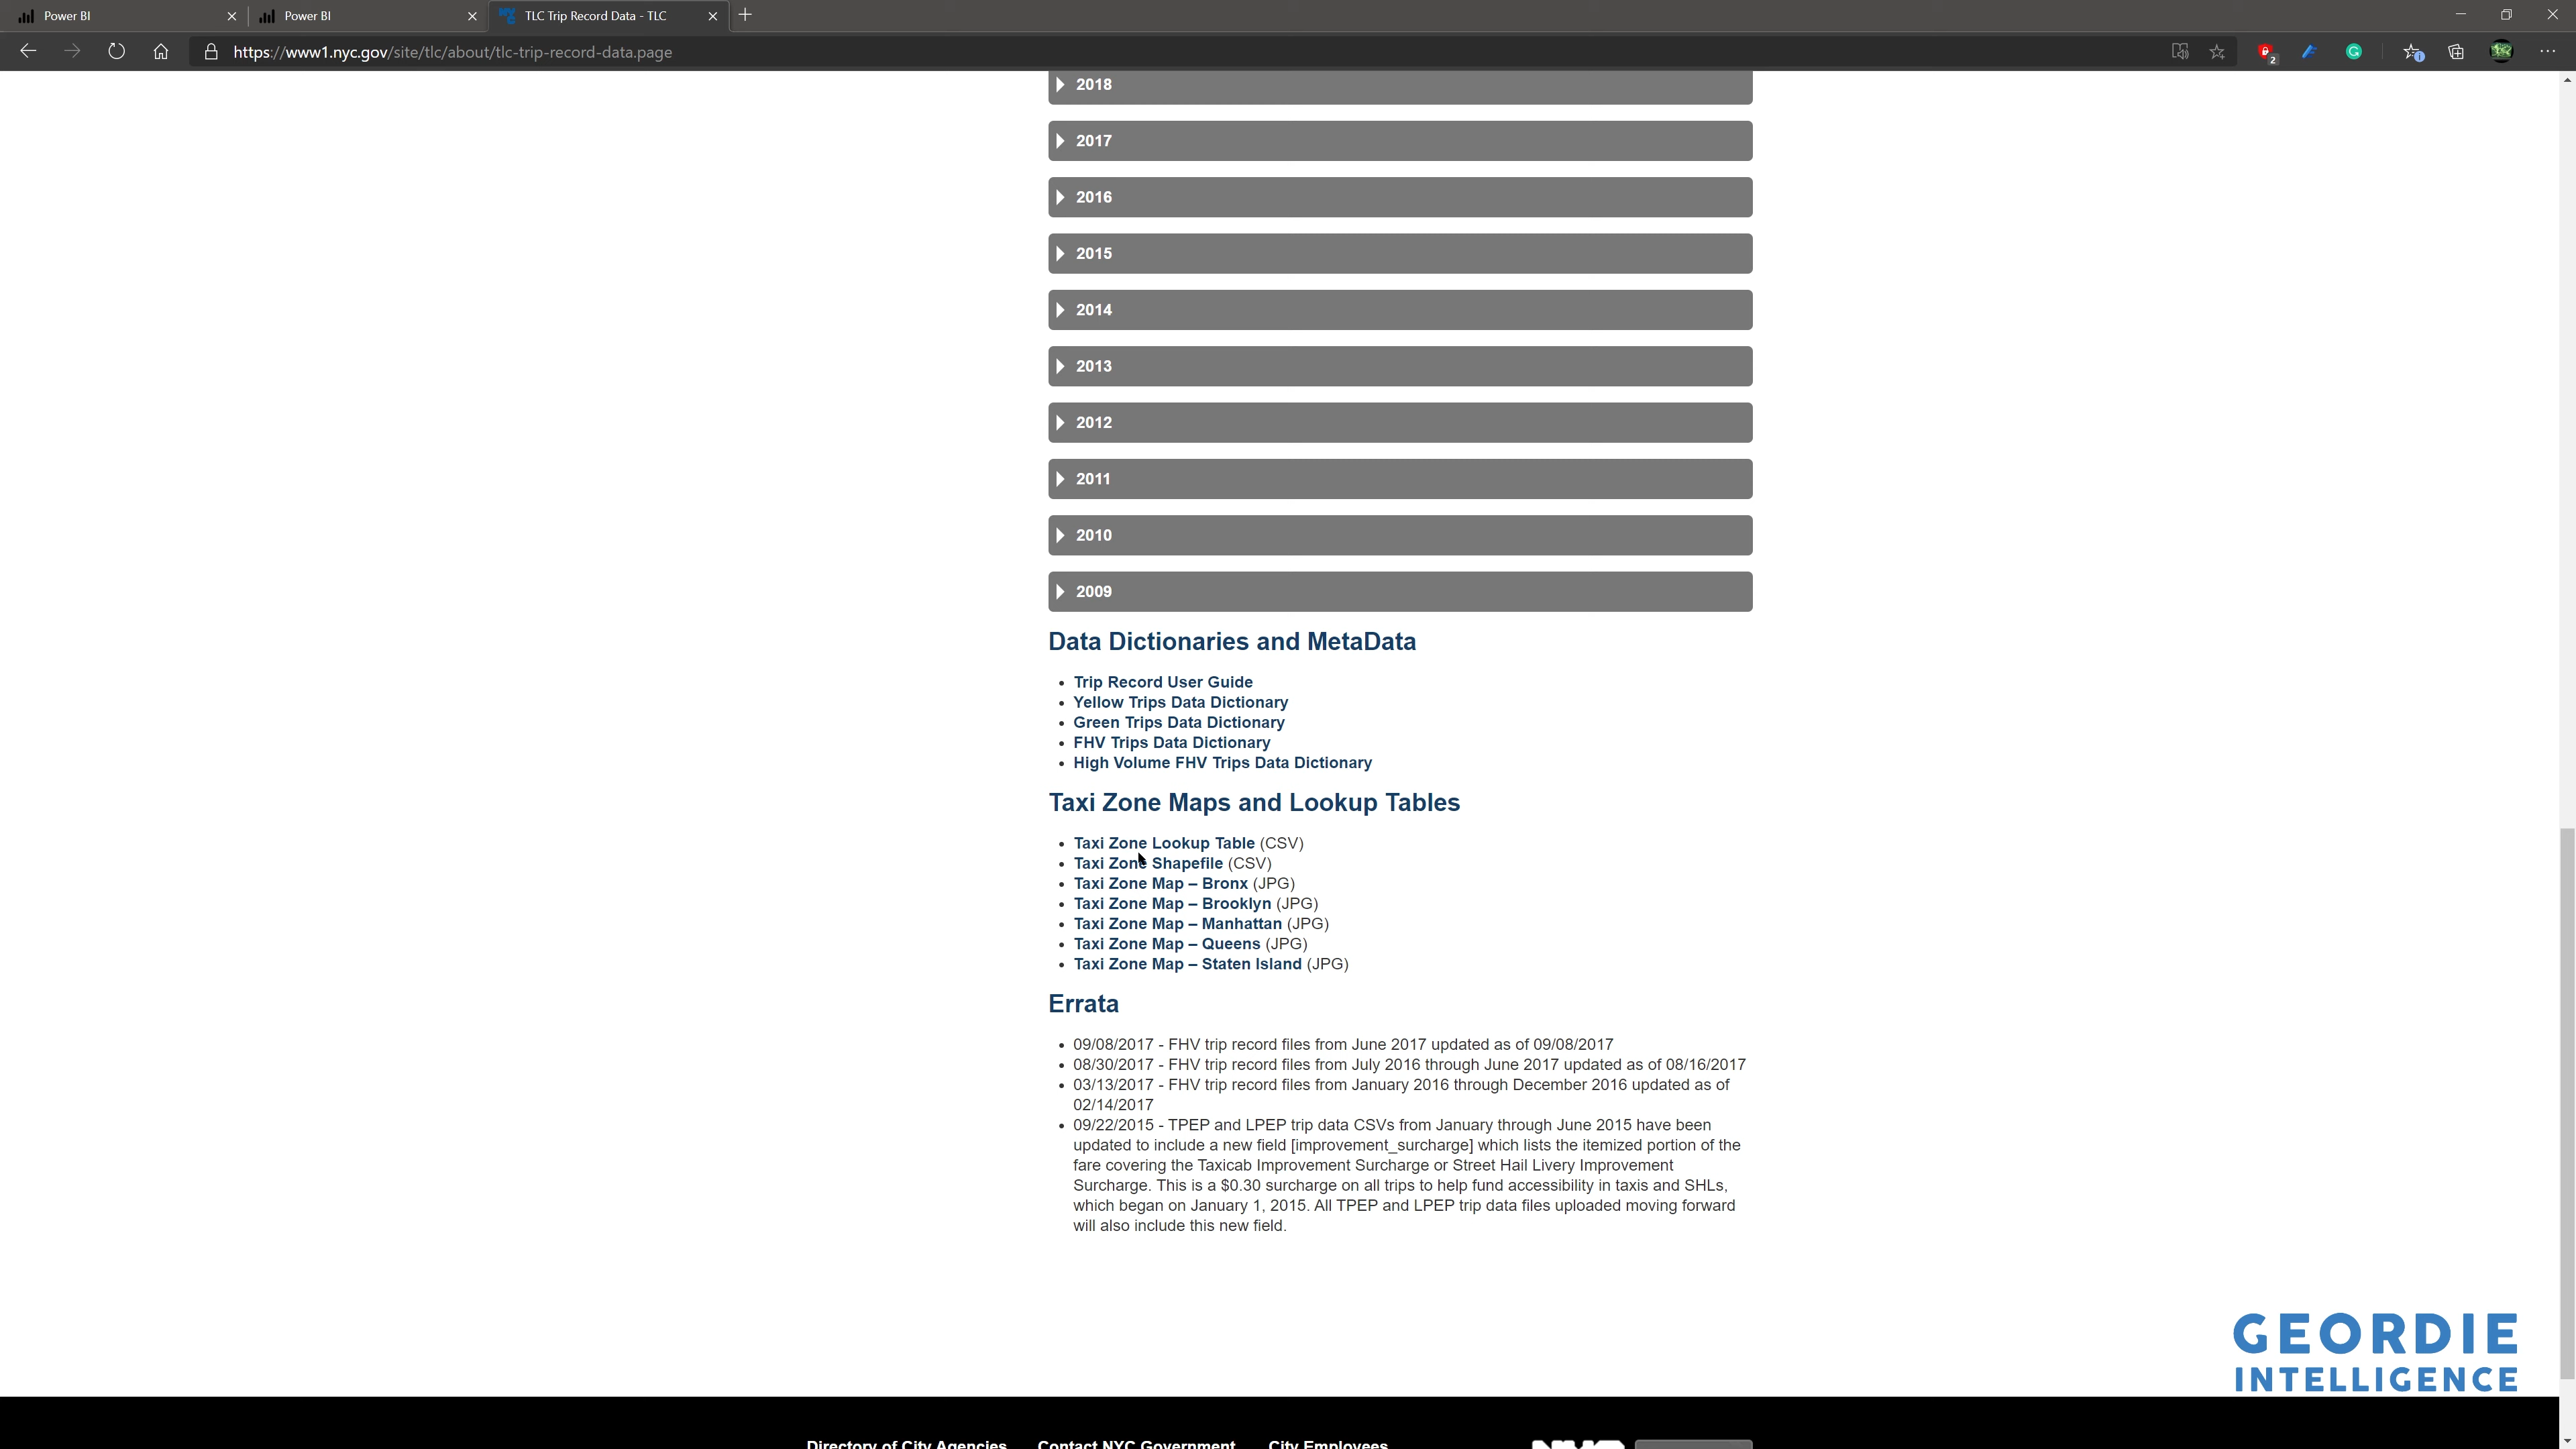 Power BI
Power BI
TLC Trip Record Data - TLC
https://www1.nyc.gov/site/tlc/about/tlc-trip-record-data.page
2
2018
2017
2016
2015
2014
2013
2012
2011
2010
2009
Data Dictionaries and MetaData
• Trip Record User Guide
• Yellow Trips Data Dictionary
• Green Trips Data Dictionary
• FHV Trips Data Dictionary
• High Volume FHV Trips Data Dictionary
Taxi Zone Maps and Lookup Tables
• Taxi Zone Lookup Table (CSV)
• Taxi Zone Shapefile (CSV)
• Taxi Zone Map – Bronx (JPG)
• Taxi Zone Map – Brooklyn (JPG)
• Taxi Zone Map – Manhattan (JPG)
• Taxi Zone Map – Queens (JPG)
• Taxi Zone Map – Staten Island (JPG)
Errata
• 09/08/2017 - FHV trip record files from June 2017 updated as of 09/08/2017
• 08/30/2017 - FHV trip record files from July 2016 through June 2017 updated as of 08/16/2017
• 03/13/2017 - FHV trip record files from January 2016 through December 2016 updated as of
02/14/2017
• 09/22/2015 - TPEP and LPEP trip data CSVs from January through June 2015 have been
updated to include a new field [improvement_surcharge] which lists the itemized portion of the
fare covering the Taxicab Improvement Surcharge or Street Hail Livery Improvement
Surcharge. This is a $0.30 surcharge on all trips to help fund accessibility in taxis and SHLs,
which began on January 1, 2015. All TPEP and LPEP trip data files uploaded moving forward
will also include this new field.
GEORDIE
INTELLIGENCE
Directory of City Agencies
Contact NYC Government
City Employees
NYC